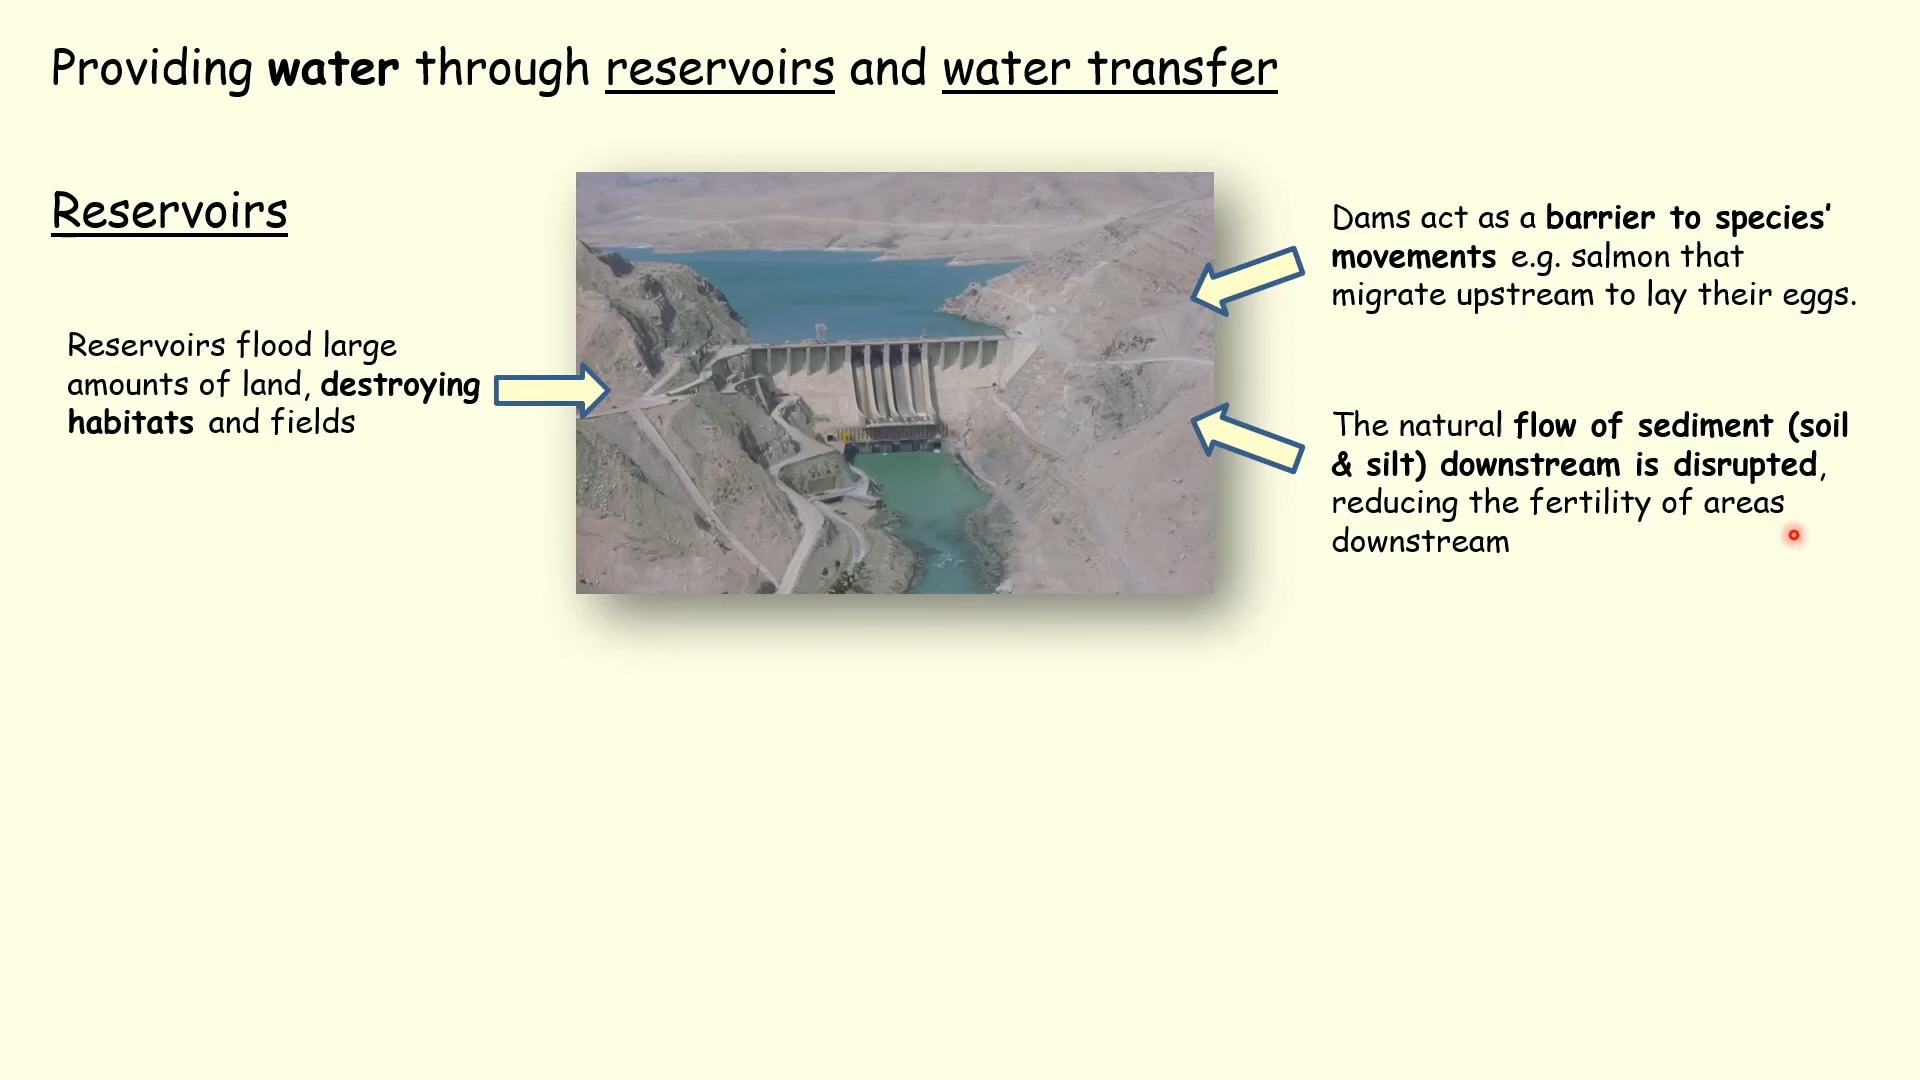 Providing water through reservoirs and water transfer
Reservoirs
Reservoirs flood large
amounts of land, destroying
habitats and fields
Dams act as a barrier to species’
movements e.g. salmon that
migrate upstream to lay their eggs.
The natural flow of sediment (soil
& silt) downstream is disrupted,
reducing the fertility of areas
downstream